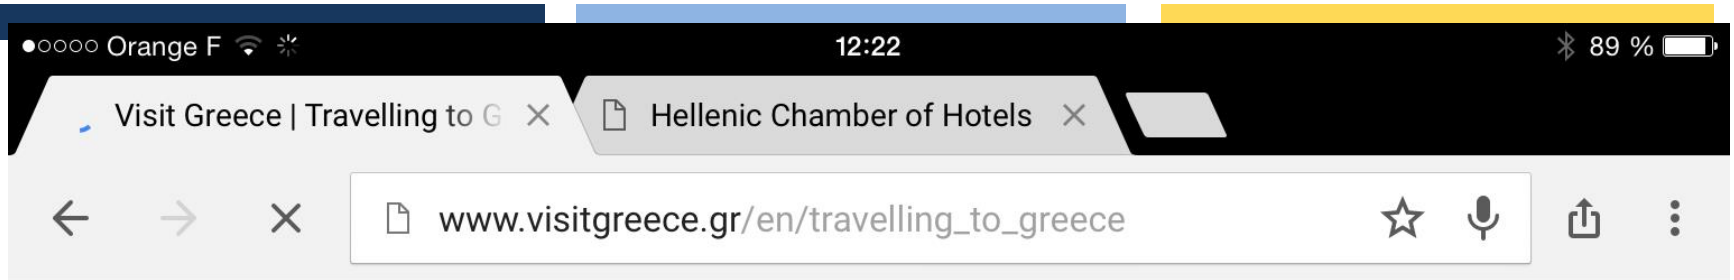 Orange F 12:22 89 %
Visit Greece | Travelling to G Hellenic Chamber of Hotels
www.visitgreece.gr/en/travelling_to_greece